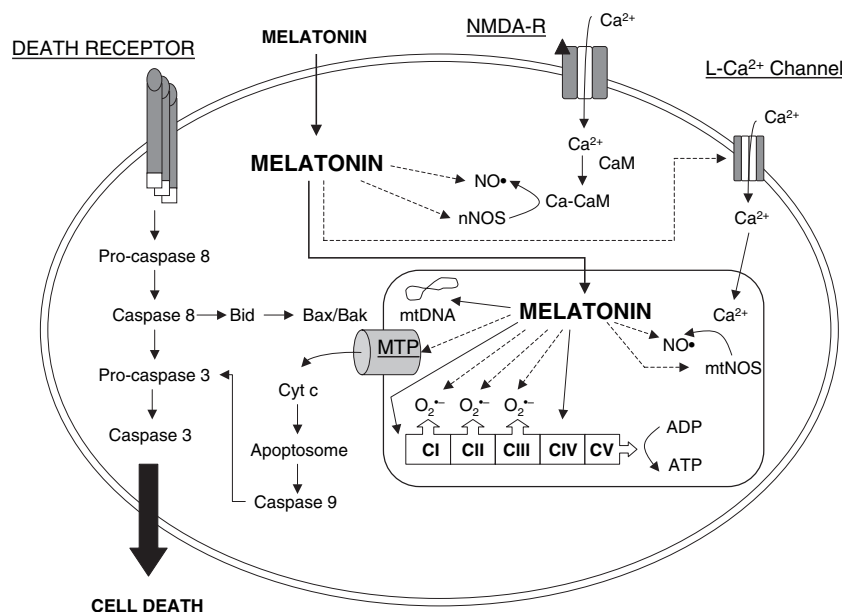 DEATH RECEPTOR
MELATONIN
NMDA-R
Ca²⁺
L-Ca²⁺ Channel
Ca²⁺
MELATONIN
NO•
nNOS
Ca²⁺
CaM
Ca-CaM
Ca²⁺
Pro-caspase 8
Caspase 8
Bid
Bax/Bak
Pro-caspase 3
Caspase 3
CELL DEATH
MTP
Cyt c
Apoptosome
Caspase 9
mtDNA
MELATONIN
Ca²⁺
NO•
mtNOS
O₂•−
O₂•−
O₂•−
CI
CII
CIII
CIV
CV
ADP
ATP